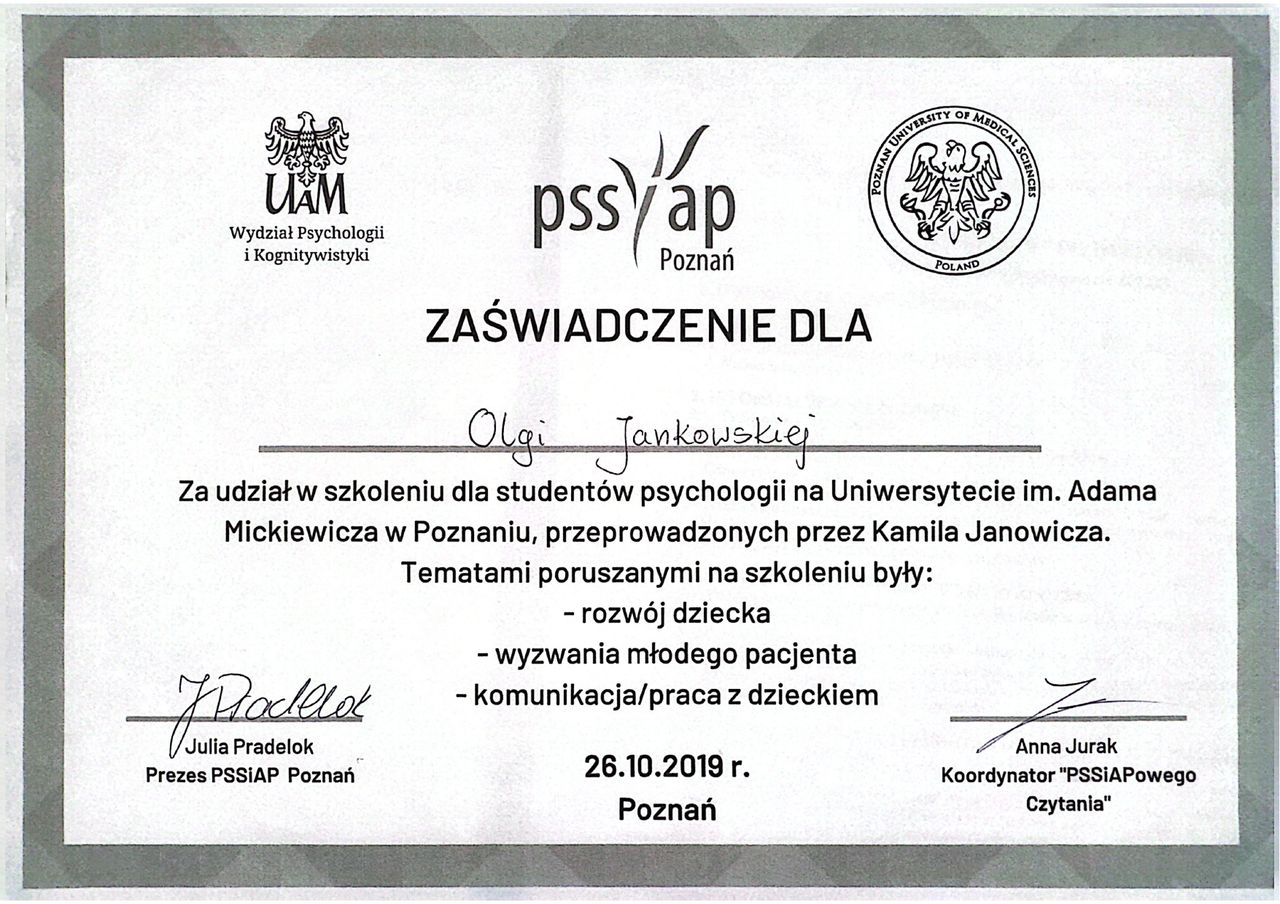 UAM
Wydział Psychologii
i Kognitywistyki
pssiap
Poznań
POZNAN UNIVERSITY OF MEDICAL SCIENCES
POLAND
ZAŚWIADCZENIE DLA
Olgi Jankowskiej
Za udział w szkoleniu dla studentów psychologii na Uniwersytecie im. Adama
Mickiewicza w Poznaniu, przeprowadzonych przez Kamila Janowicza.
Tematami poruszanymi na szkoleniu były:
- rozwój dziecka
- wyzwania młodego pacjenta
- komunikacja/praca z dzieckiem
JPradelok
Julia Pradelok
Prezes PSSiAP Poznań
26.10.2019 r.
Poznań
Anna Jurak
Koordynator "PSSiAPowego
Czytania"